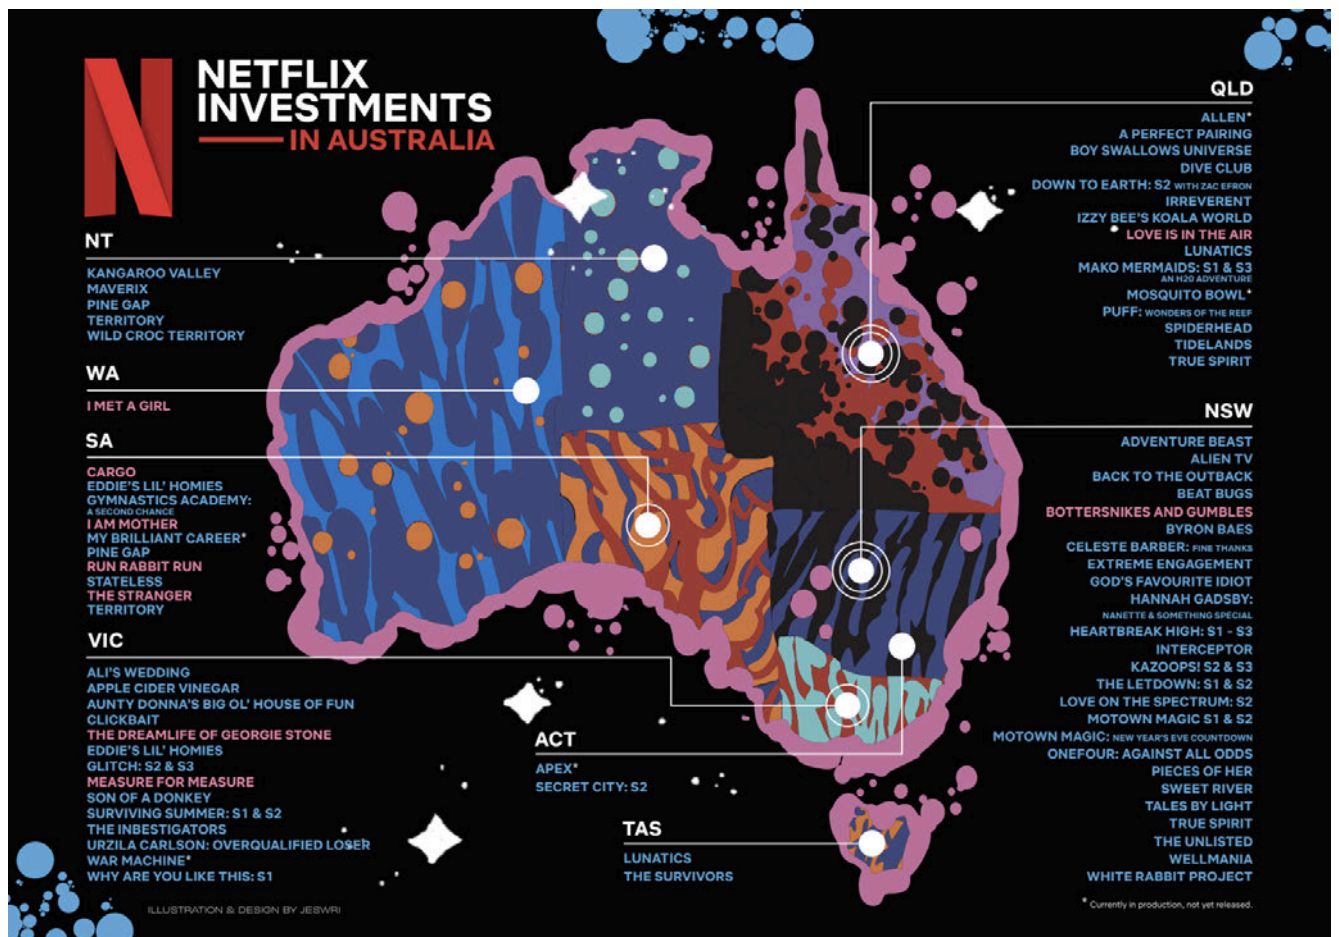 NETFLIX
INVESTMENTS
IN AUSTRALIA
NT
KANGAROO VALLEY
MAVERIX
PINE GAP
TERRITORY
WILD CROC TERRITORY
WA
I MET A GIRL
SA
CARGO
EDDIE'S LIL' HOMIES
GYMNASTICS ACADEMY:
A SECOND CHANCE
I AM MOTHER
MY BRILLIANT CAREER*
PINE GAP
RUN RABBIT RUN
STATELESS
THE STRANGER
TERRITORY
VIC
ALI'S WEDDING
APPLE CIDER VINEGAR
AUNTY DONNA'S BIG OL' HOUSE OF FUN
CLICKBAIT
THE DREAMLIFE OF GEORGIE STONE
EDDIE'S LIL' HOMIES
GLITCH: S2 & S3
MEASURE FOR MEASURE
SON OF A DONKEY
SURVIVING SUMMER: S1 & S2
THE INBESTIGATORS
URZILA CARLSON: OVERQUALIFIED LOSER
WAR MACHINE*
WHY ARE YOU LIKE THIS: S1
ILLUSTRATION & DESIGN BY JESWRI
ACT
APEX*
SECRET CITY: S2
TAS
LUNATICS
THE SURVIVORS
QLD
ALLEN*
A PERFECT PAIRING
BOY SWALLOWS UNIVERSE
DIVE CLUB
DOWN TO EARTH: S2 WITH ZAC EFRON
IRREVERENT
IZZY BEE'S KOALA WORLD
LOVE IS IN THE AIR
LUNATICS
MAKO MERMAIDS: S1 & S3
AN H2O ADVENTURE
MOSQUITO BOWL*
PUFF: WONDERS OF THE REEF
SPIDERHEAD
TIDELANDS
TRUE SPIRIT
NSW
ADVENTURE BEAST
ALIEN TV
BACK TO THE OUTBACK
BEAT BUGS
BOTTERSNIKES AND GUMBLES
BYRON BAES
CELESTE BARBER: FINE THANKS
EXTREME ENGAGEMENT
GOD'S FAVOURITE IDIOT
HANNAH GADSBY:
NANETTE & SOMETHING SPECIAL
HEARTBREAK HIGH: S1 - S3
INTERCEPTOR
KAZOOPS! S2 & S3
THE LETDOWN: S1 & S2
LOVE ON THE SPECTRUM: S2
MOTOWN MAGIC S1 & S2
MOTOWN MAGIC: NEW YEAR'S EVE COUNTDOWN
ONEFOUR: AGAINST ALL ODDS
PIECES OF HER
SWEET RIVER
TALES BY LIGHT
TRUE SPIRIT
THE UNLISTED
WELLMANIA
WHITE RABBIT PROJECT
* Currently in production, not yet released.